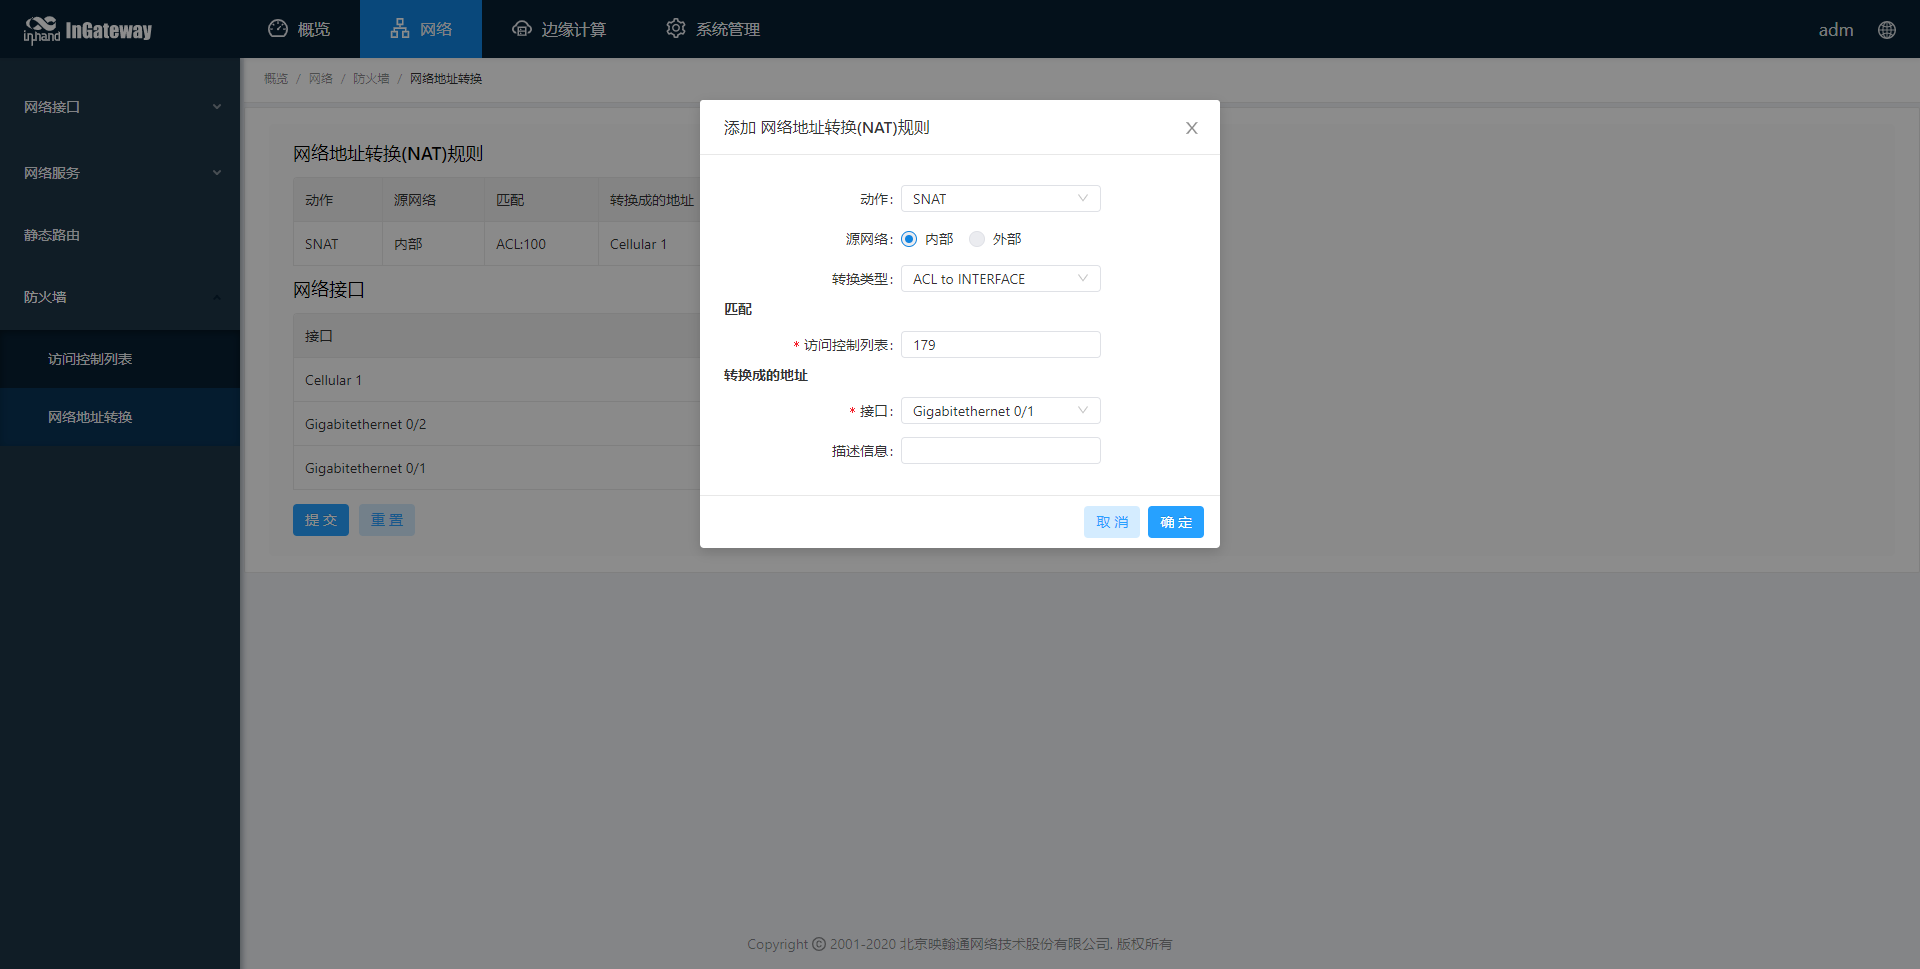 inhand InGateway
概览
网络
边缘计算
系统管理
adm
网络接口
网络服务
静态路由
防火墙
访问控制列表
网络地址转换
概览 / 网络 / 防火墙 / 网络地址转换
网络地址转换(NAT)规则
动作 源网络 匹配 转换成的地址
SNAT 内部 ACL:100 Cellular 1
网络接口
接口
Cellular 1
Gigabitethernet 0/2
Gigabitethernet 0/1
提 交 重 置
添加 网络地址转换(NAT)规则
动作: SNAT
源网络: 内部 外部
转换类型: ACL to INTERFACE
匹配
* 访问控制列表: 179
转换成的地址
* 接口: Gigabitethernet 0/1
描述信息:
取 消 确 定
Copyright © 2001-2020 北京映翰通网络技术股份有限公司. 版权所有